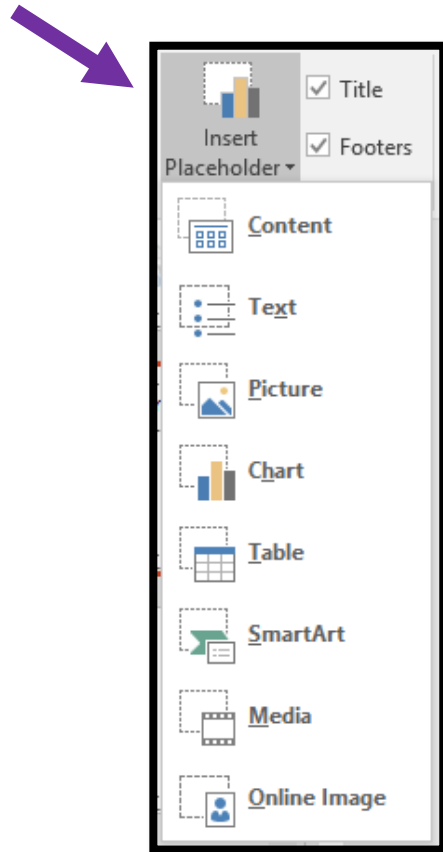 Insert
Placeholder
Title
Footers
Content
Text
Picture
Chart
Table
SmartArt
Media
Online Image